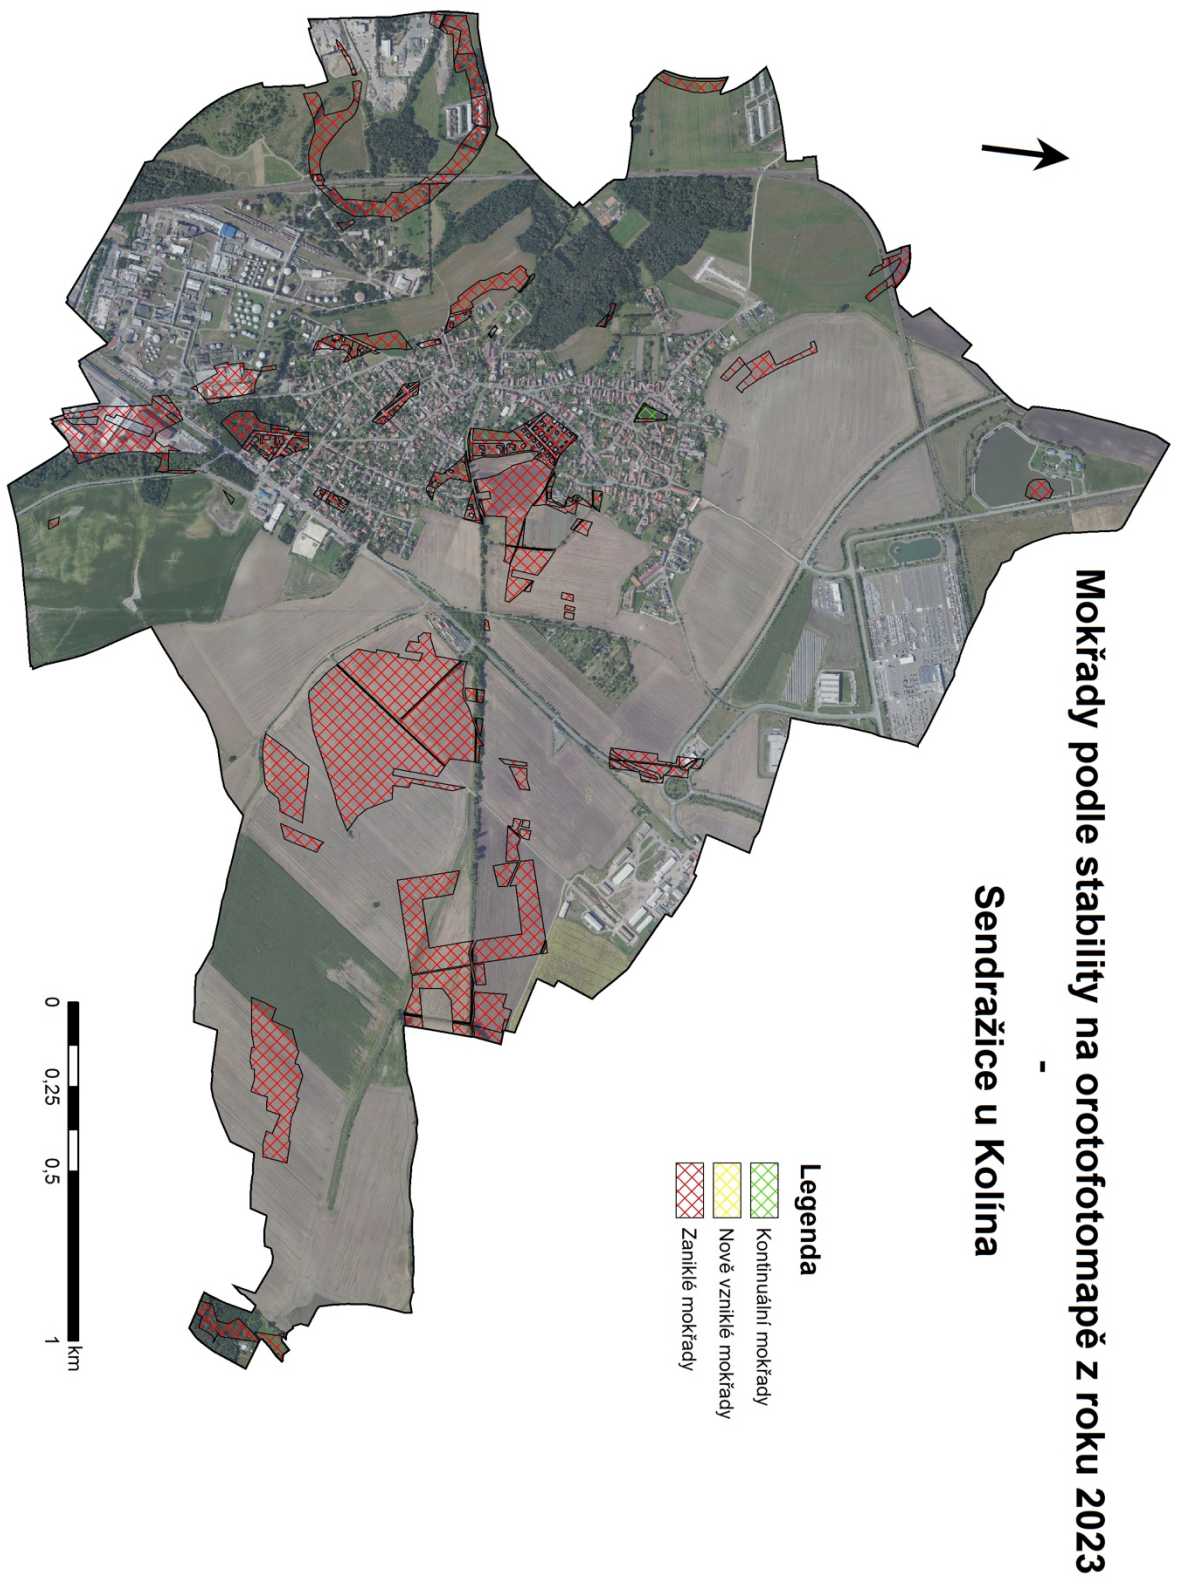 Mokřady podle stability na orotofotomapě z roku 2023
-
Sendražice u Kolína
Legenda
Kontinuální mokřady
Nově vzniklé mokřady
Zaniklé mokřady
0 0,25 0,5 1 km